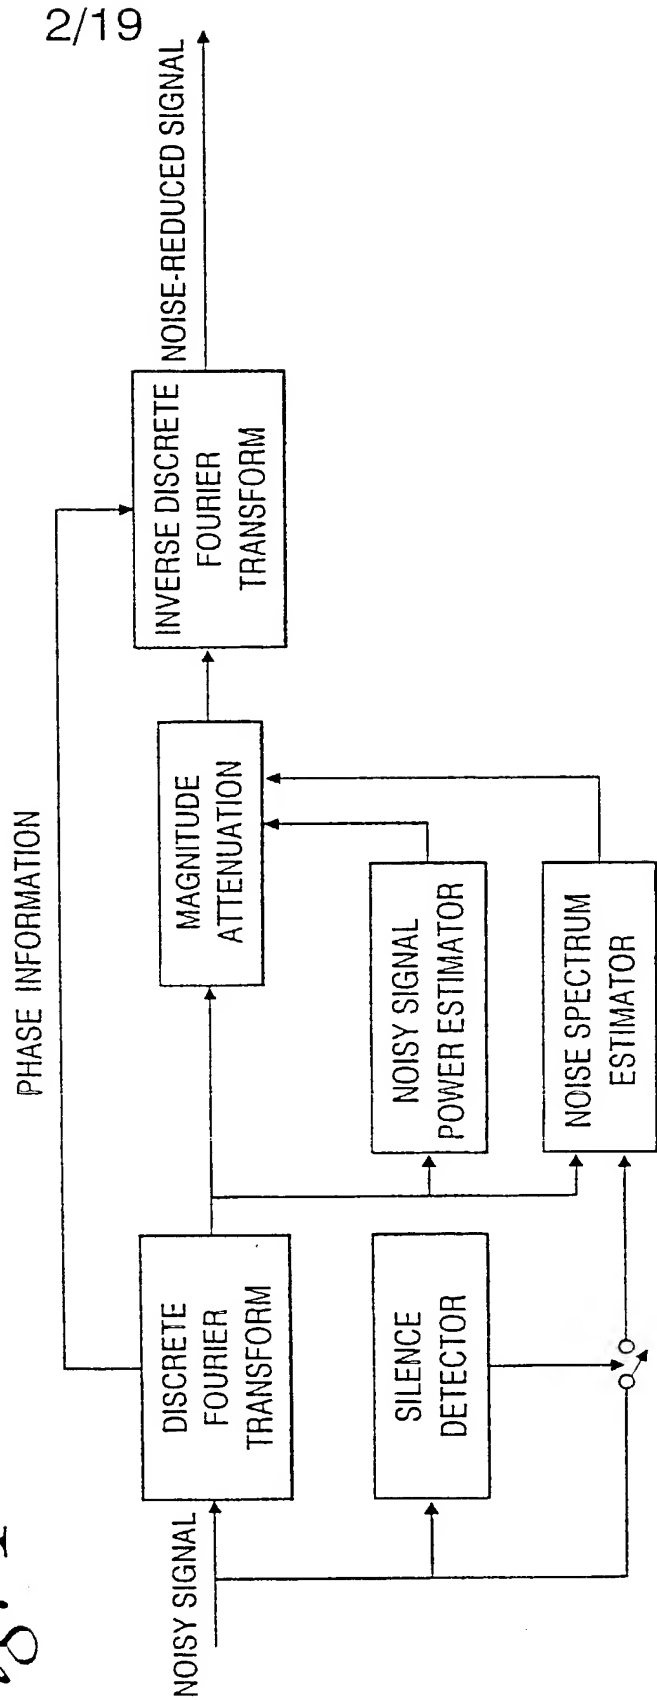 2/19
NOISY SIGNAL
DISCRETE
FOURIER
TRANSFORM
PHASE INFORMATION
MAGNITUDE
ATTENUATION
INVERSE DISCRETE
FOURIER
TRANSFORM
NOISE-REDUCED SIGNAL
SILENCE
DETECTOR
NOISY SIGNAL
POWER ESTIMATOR
NOISE SPECTRUM
ESTIMATOR